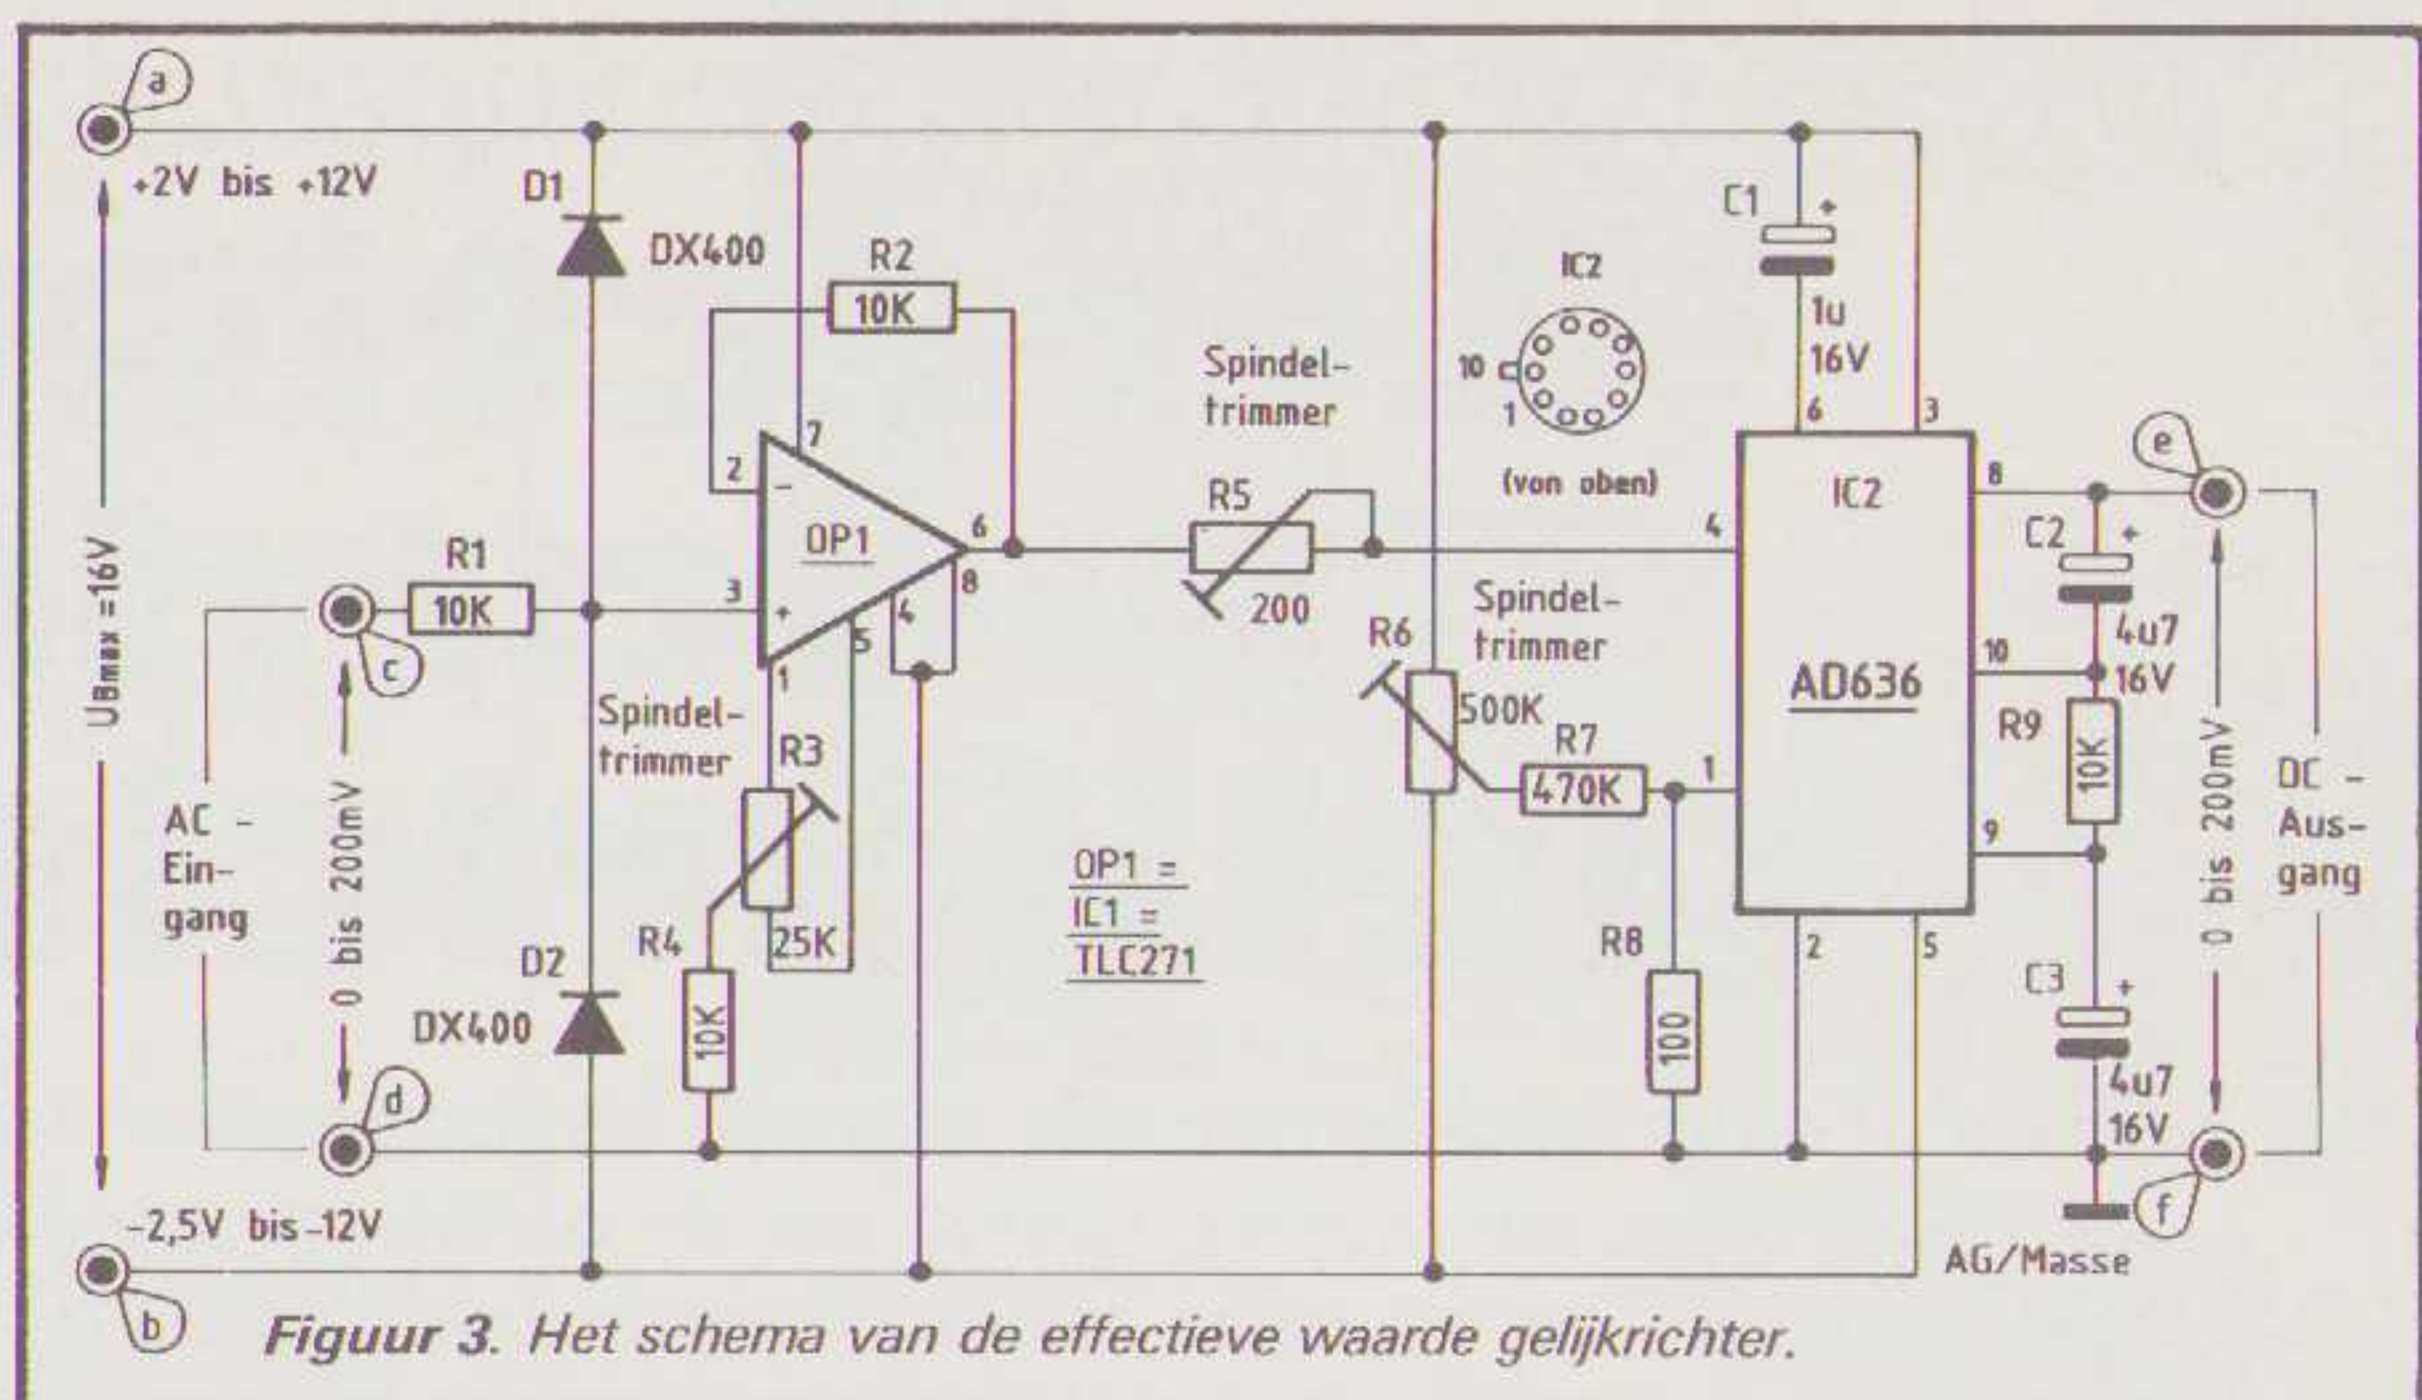 a
+2V bis +12V
D1
DX400
R2
10K
C1
+
1u
16V
IC2
10
1
(von oben)
Spindel-
trimmer
R5
200
7
2
-
OP1
6
3
+
8
4
5
1
6
3
e
8
IC2
4
C2
+
4u7
16V
UBmax =16V
R1
10K
c
Spindel-
trimmer
R3
25K
Spindel-
trimmer
R6
500K
R7
470K
1
AD636
10
R9
10K
9
AC -
Ein-
gang
0 bis 200mV
OP1 =
IC1 =
TLC271
0 bis 200mV
DC -
Aus-
gang
D2
DX400
R4
10K
R8
100
2
5
C3
+
4u7
16V
d
f
-2,5V bis -12V
AG/Masse
b
Figuur 3. Het schema van de effectieve waarde gelijkrichter.